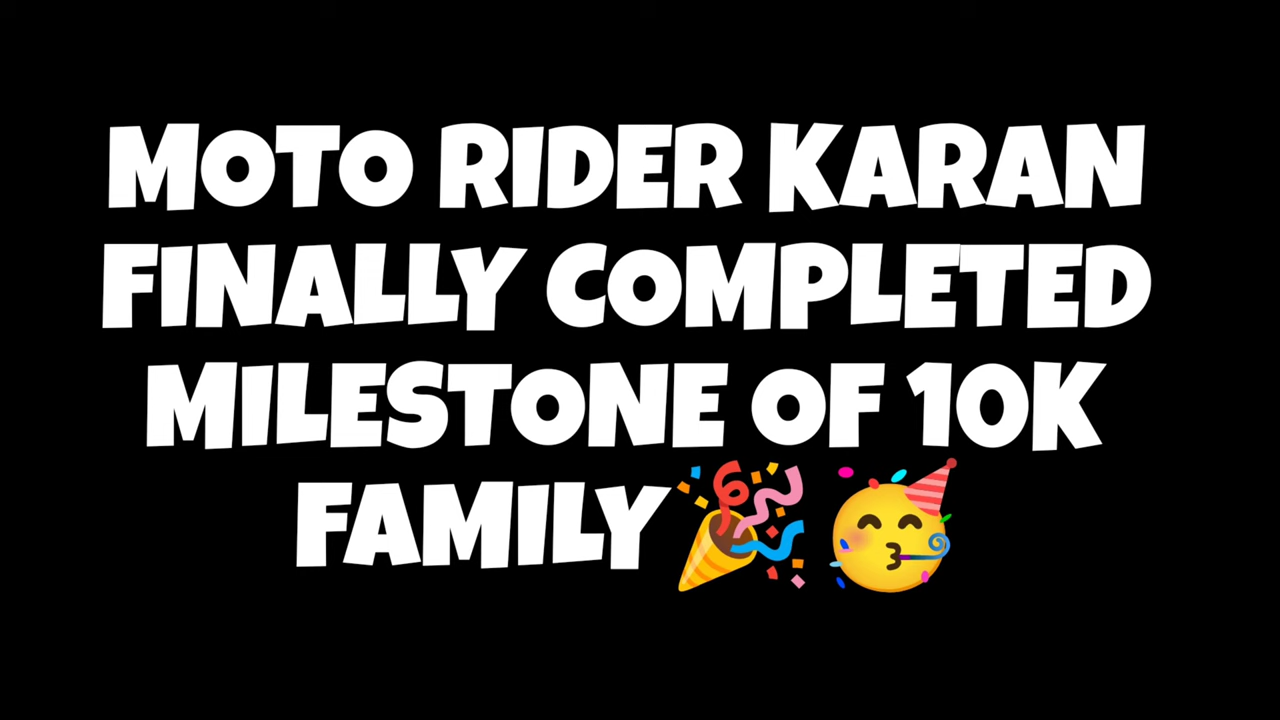 MOTO RIDER KARAN
FINALLY COMPLETED
MILESTONE OF 10K
FAMILY🎉🥳